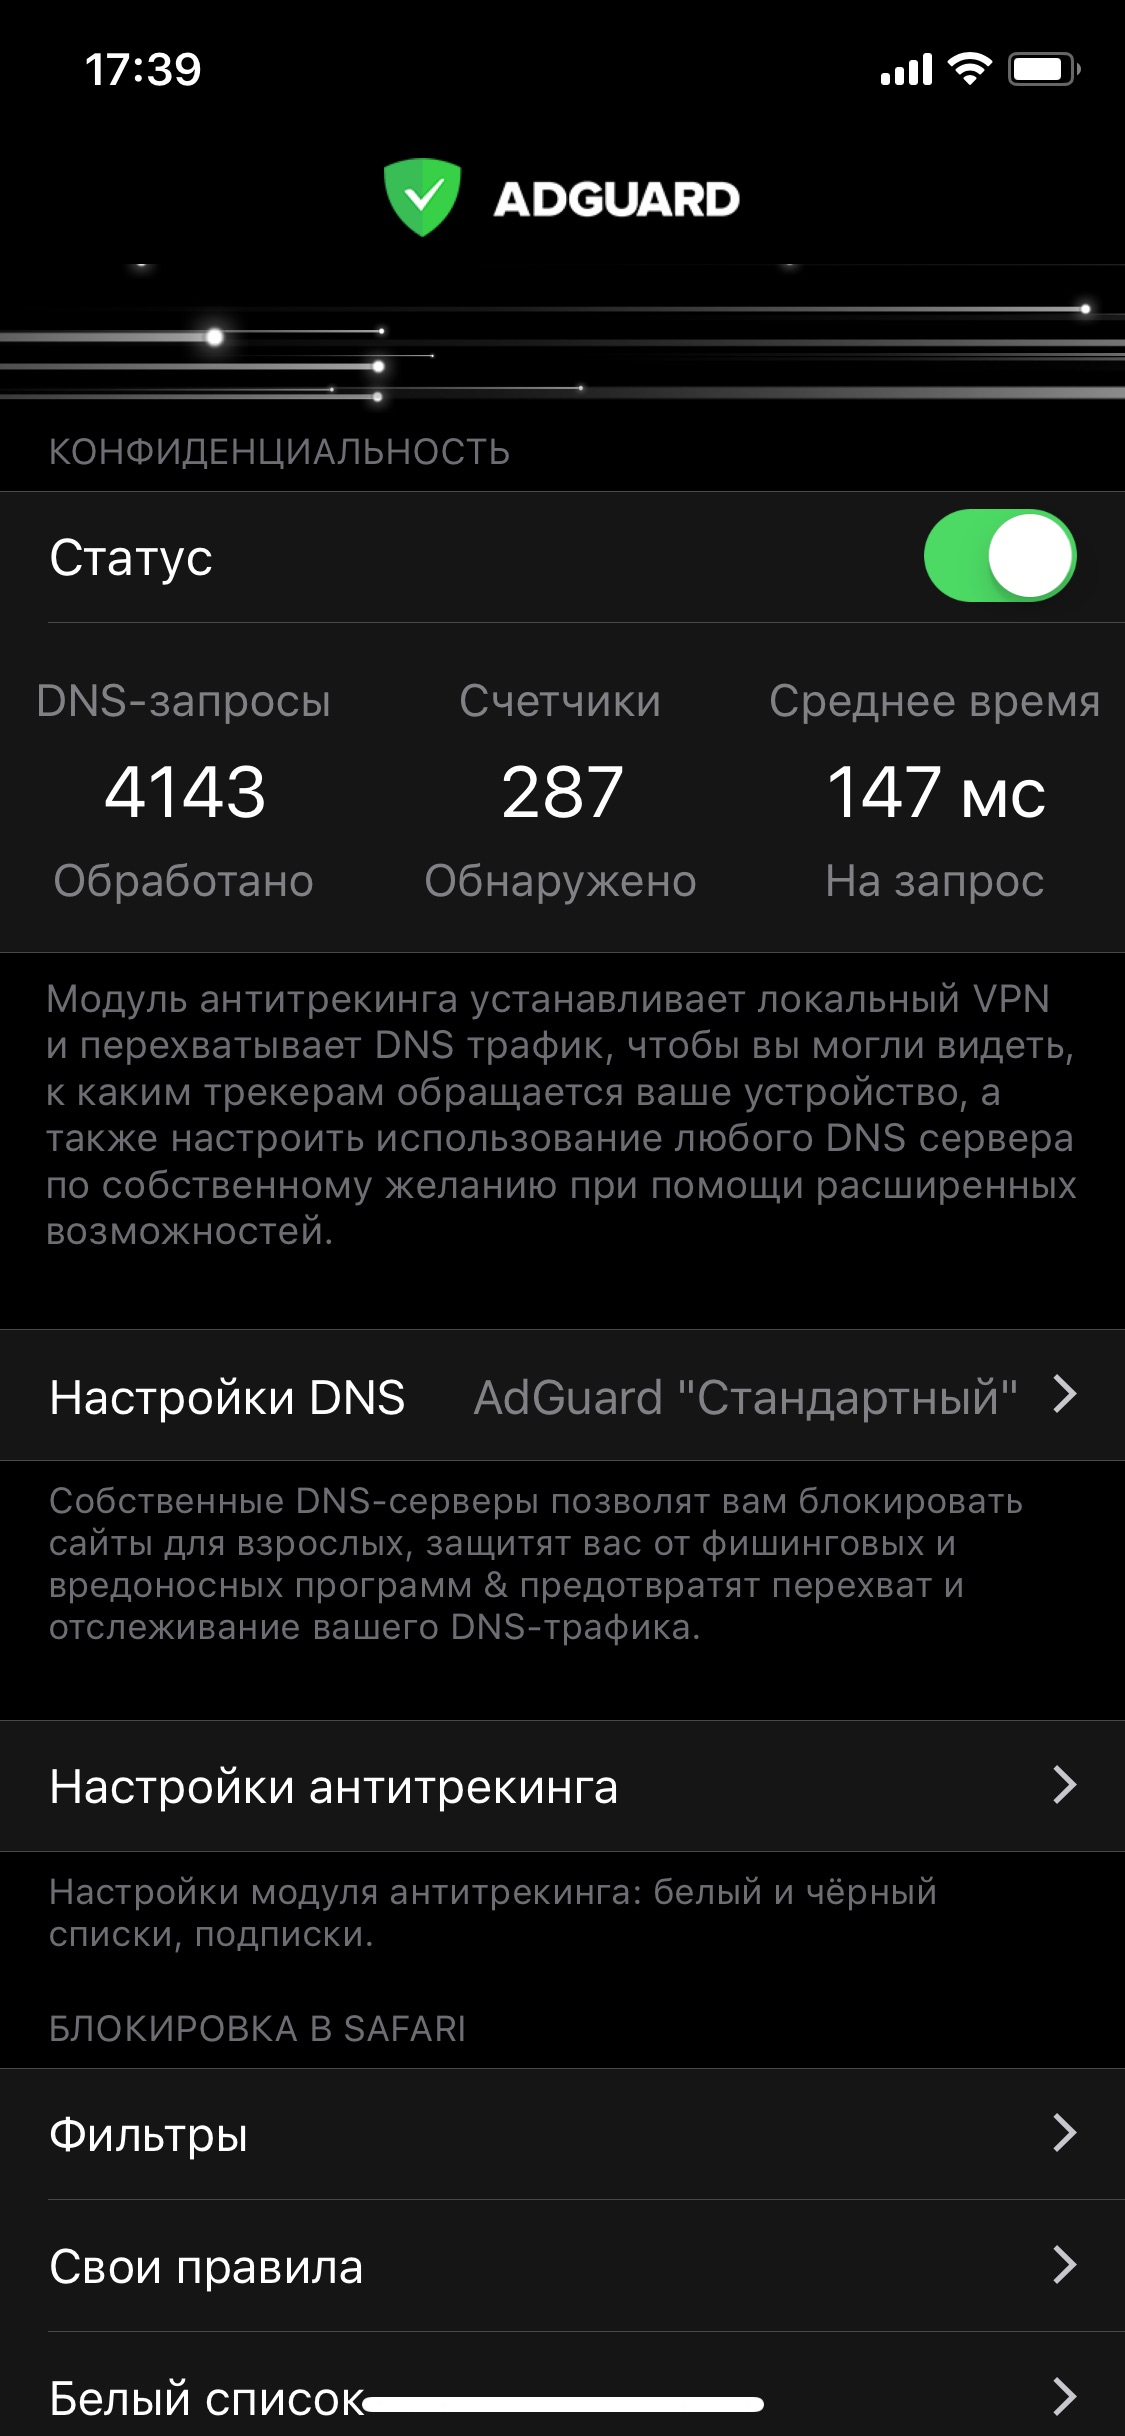 17:39
ADGUARD
КОНФИДЕНЦИАЛЬНОСТЬ
Статус
DNS-запросы Счетчики Среднее время
4143 287 147 мс
Обработано Обнаружено На запрос
Модуль антитрекинга устанавливает локальный VPN
и перехватывает DNS трафик, чтобы вы могли видеть,
к каким трекерам обращается ваше устройство, а
также настроить использование любого DNS сервера
по собственному желанию при помощи расширенных
возможностей.
Настройки DNS AdGuard "Стандартный"
Собственные DNS-серверы позволят вам блокировать
сайты для взрослых, защитят вас от фишинговых и
вредоносных программ & предотвратят перехват и
отслеживание вашего DNS-трафика.
Настройки антитрекинга
Настройки модуля антитрекинга: белый и чёрный
списки, подписки.
БЛОКИРОВКА В SAFARI
Фильтры
Свои правила
Белый список